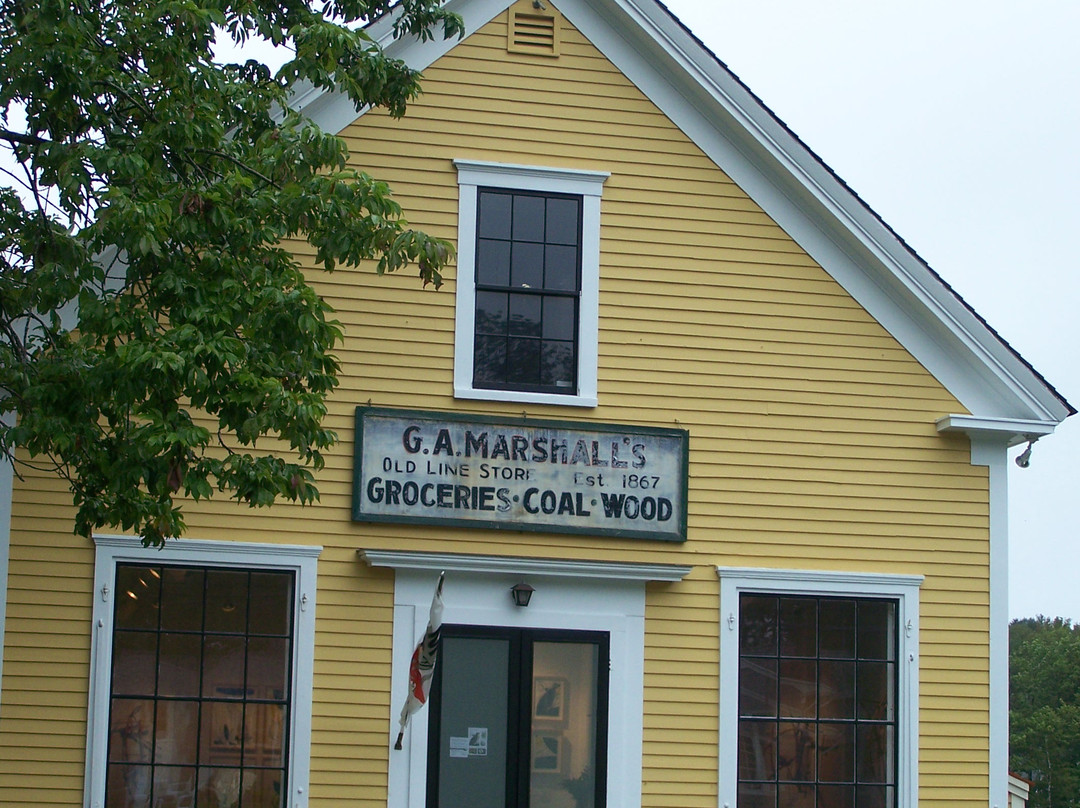 G.A. MARSHALL'S
OLD LINE STORE Est. 1867
GROCERIES · COAL · WOOD